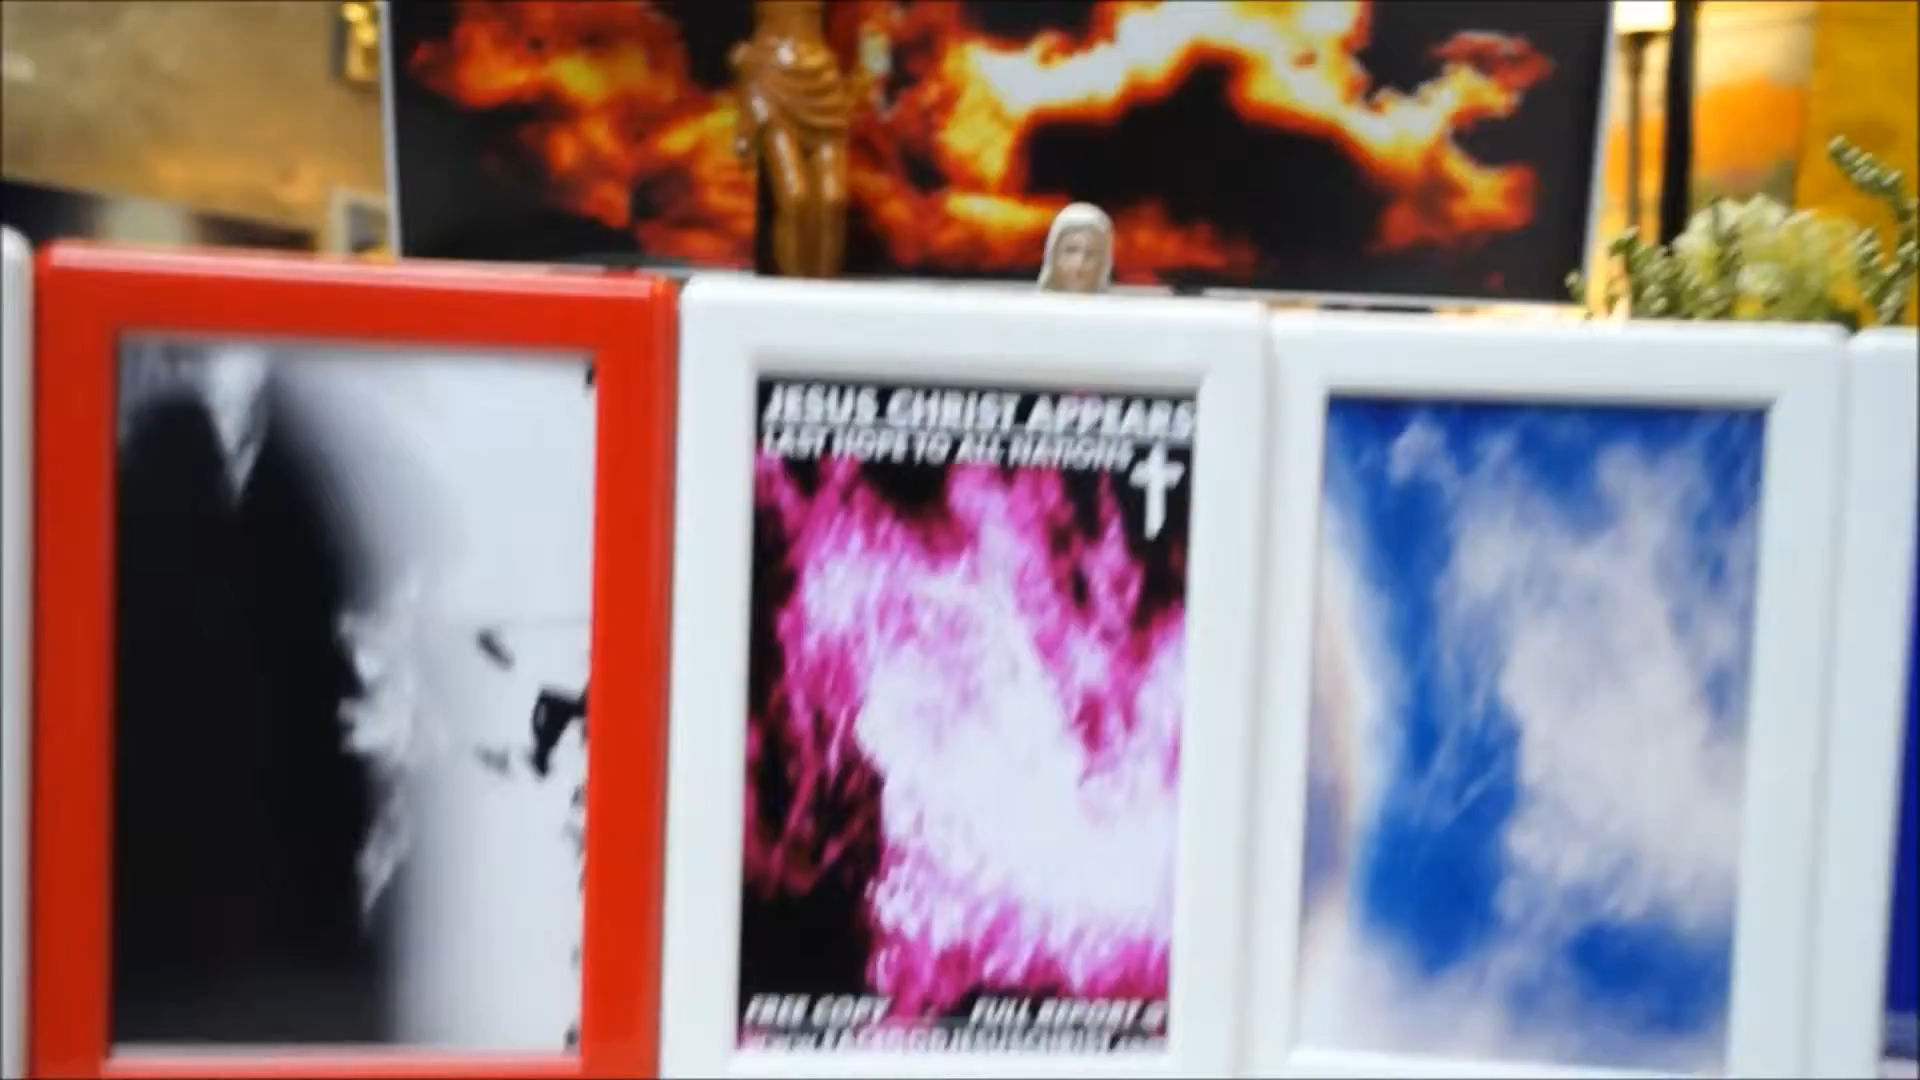 JESUS CHRIST APPEARS
LAST HOPE TO ALL NATIONS
FREE COPY FULL REPORT @